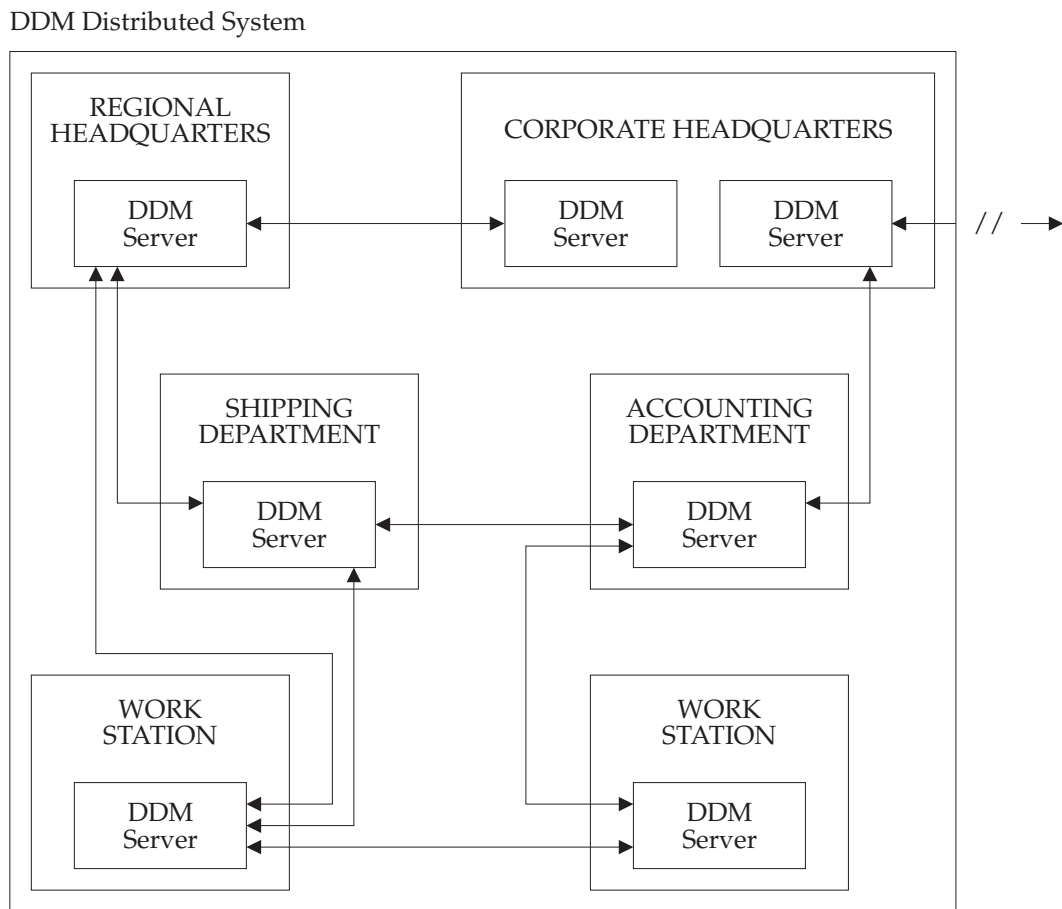 DDM Distributed System
REGIONAL
HEADQUARTERS
DDM
Server
CORPORATE HEADQUARTERS
DDM
Server
DDM
Server
//
SHIPPING
DEPARTMENT
DDM
Server
ACCOUNTING
DEPARTMENT
DDM
Server
WORK
STATION
DDM
Server
WORK
STATION
DDM
Server